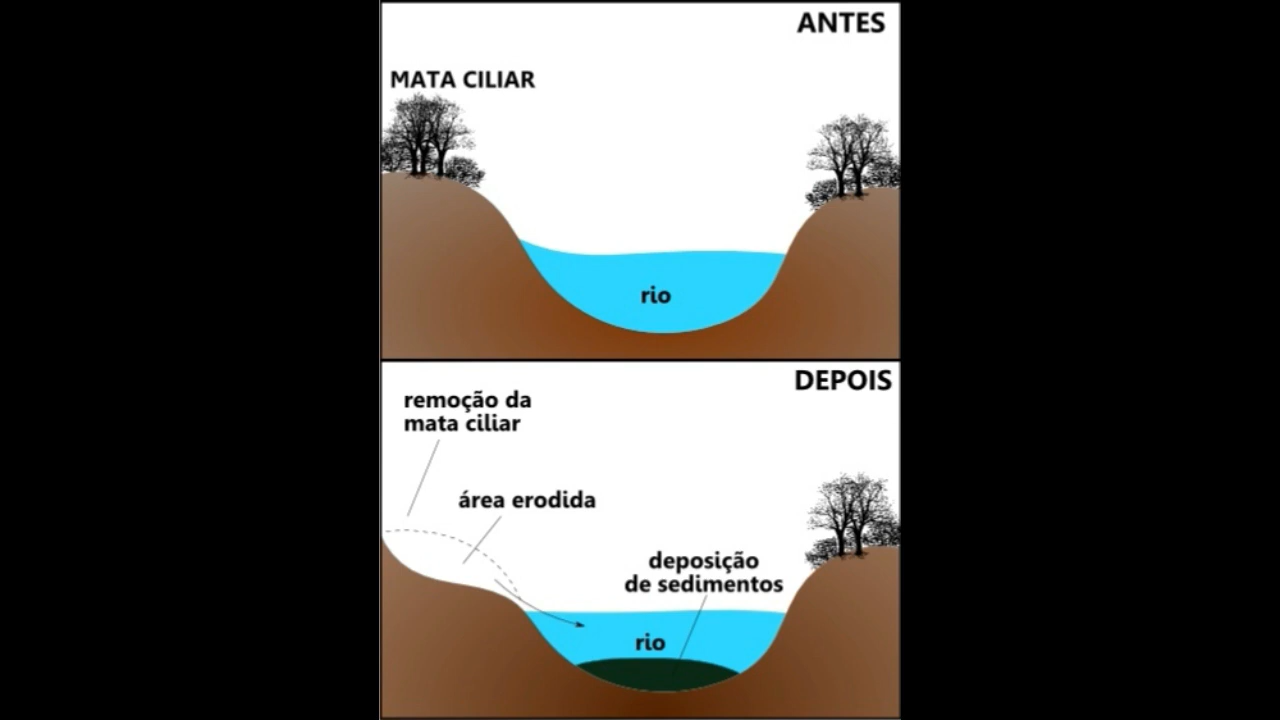 ANTES
MATA CILIAR
rio
DEPOIS
remoção da
mata ciliar
área erodida
deposição
de sedimentos
rio